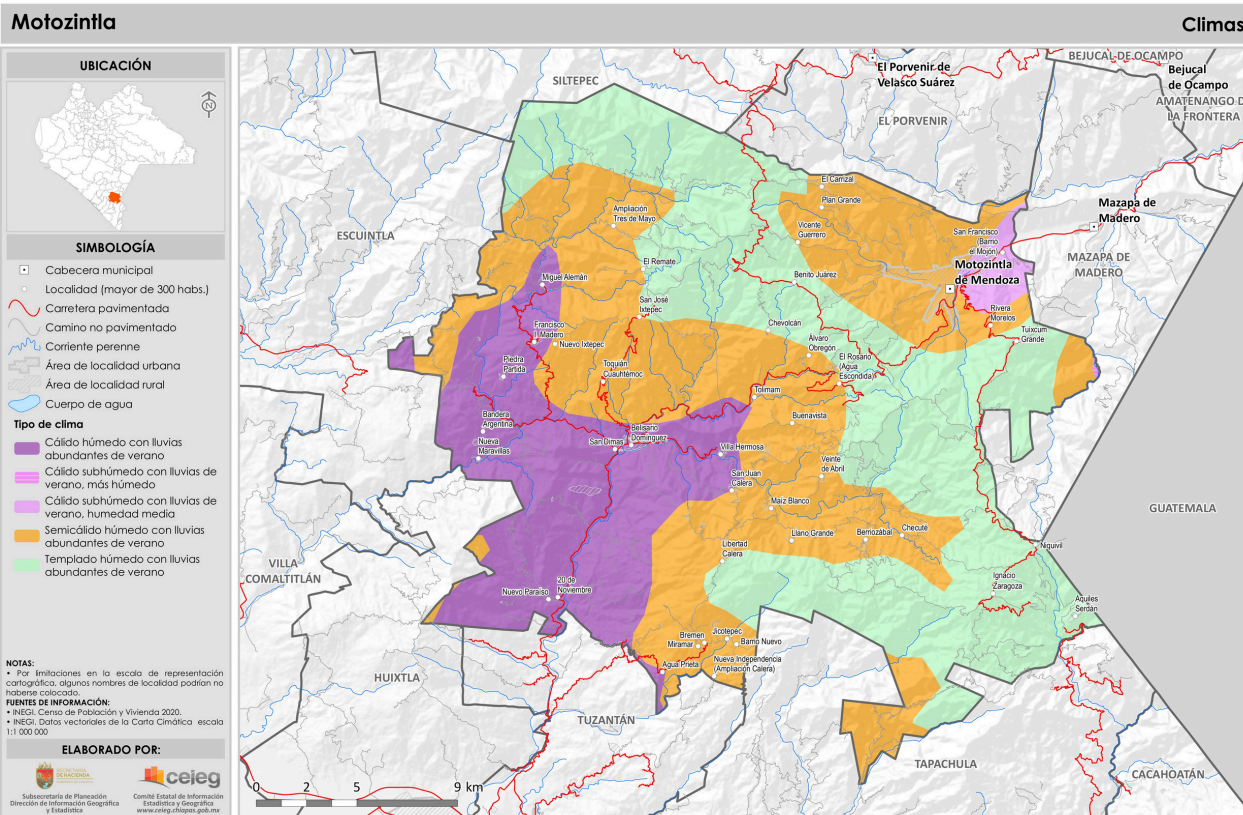 Motozintla
Climas
UBICACIÓN
N
SIMBOLOGÍA
Cabecera municipal
Localidad (mayor de 300 habs.)
Carretera pavimentada
Camino no pavimentado
Corriente perenne
Área de localidad urbana
Área de localidad rural
Cuerpo de agua
Tipo de clima
Cálido húmedo con lluvias
abundantes de verano
Cálido subhúmedo con lluvias de
verano, más húmedo
Cálido subhúmedo con lluvias de
verano, humedad media
Semicálido húmedo con lluvias
abundantes de verano
Templado húmedo con lluvias
abundantes de verano
NOTAS:
• Por limitaciones en la escala de representación
cartográfica, algunos nombres de localidad podrían no
haberse colocado.
FUENTES DE INFORMACIÓN:
• INEGI. Censo de Población y Vivienda 2020.
• INEGI. Datos vectoriales de la Carta Cimática escala
1:1 000 000
ELABORADO POR:
SECRETARÍA
DE HACIENDA
Subsecretaría de Planeación
Dirección de Información Geográfica
y Estadística
ceieg
Comité Estatal de Información
Estadística y Geográfica
www.ceieg.chiapas.gob.mx
SILTEPEC
El Porvenir de
Velasco Suárez
BEJUCAL DE OCAMPO
Bejucal
de Ocampo
AMATENANGO D
LA FRONTERA
EL PORVENIR
ESCUINTLA
Ampliación
Tres de Mayo
El Carrizal
Plan Grande
Vicente
Guerrero
San Francisco
(Barrio
el Mojón)
Mazapa de
Madero
MAZAPA DE
MADERO
Motozintla
de Mendoza
El Remate
Miguel Alemán
Benito Juárez
San José
Ixtepec
Rivera
Morelos
Tuixcum
Grande
Francisco
I. Madero
Nuevo Ixtepec
Chevolcán
Álvaro
Obregón
El Rosario
(Agua
Escondida)
Piedra
Partida
Toquián
Cuauhtémoc
Tolimam
Buenavista
Bandera
Argentina
Nueva
Maravillas
San Dimas
Belisario
Domínguez
Villa Hermosa
San Juan
Calera
Veinte
de Abril
Maíz Blanco
GUATEMALA
Llano Grande
Berriozábal
Checuté
Niquivil
Libertad
Calera
VILLA
COMALTITLÁN
Nuevo Paraíso
20 de
Noviembre
Ignacio
Zaragoza
Aquiles
Serdán
Bremen
Miramar
Jicotepec
Barrio Nuevo
Agua Prieta
Nueva Independencia
(Ampliación Calera)
HUIXTLA
TUZANTÁN
TAPACHULA
CACAHOATÁN
0 2 5 9 km